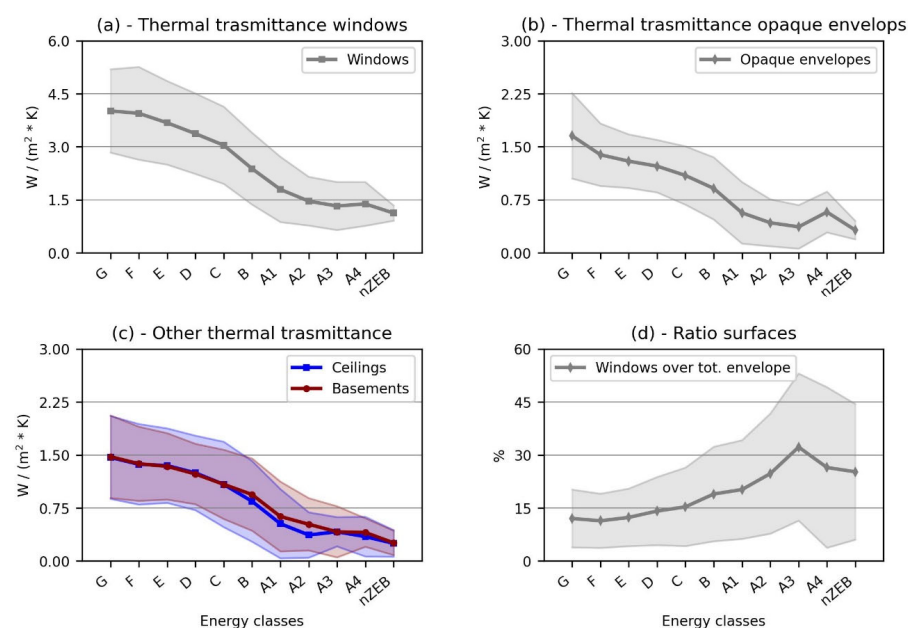 (a) - Thermal trasmittance windows
6.0
4.5
3.0
1.5
0.0
W / (m² * K)
Windows
G F E D C B A1 A2 A3 A4 nZEB
(b) - Thermal trasmittance opaque envelops
3.00
2.25
1.50
0.75
0.00
W / (m² * K)
Opaque envelopes
G F E D C B A1 A2 A3 A4 nZEB
(c) - Other thermal trasmittance
3.00
2.25
1.50
0.75
0.00
W / (m² * K)
Ceilings
Basements
G F E D C B A1 A2 A3 A4 nZEB
Energy classes
(d) - Ratio surfaces
60
45
30
15
0
%
Windows over tot. envelope
G F E D C B A1 A2 A3 A4 nZEB
Energy classes